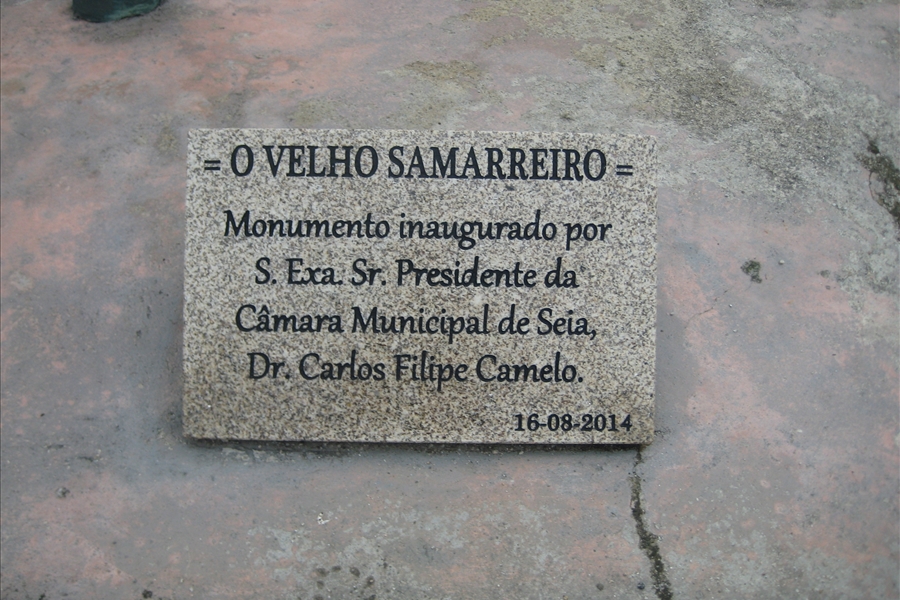 = O VELHO SAMARREIRO =
Monumento inaugurado por
S. Exa. Sr. Presidente da
Câmara Municipal de Seia,
Dr. Carlos Filipe Camelo.
16-08-2014